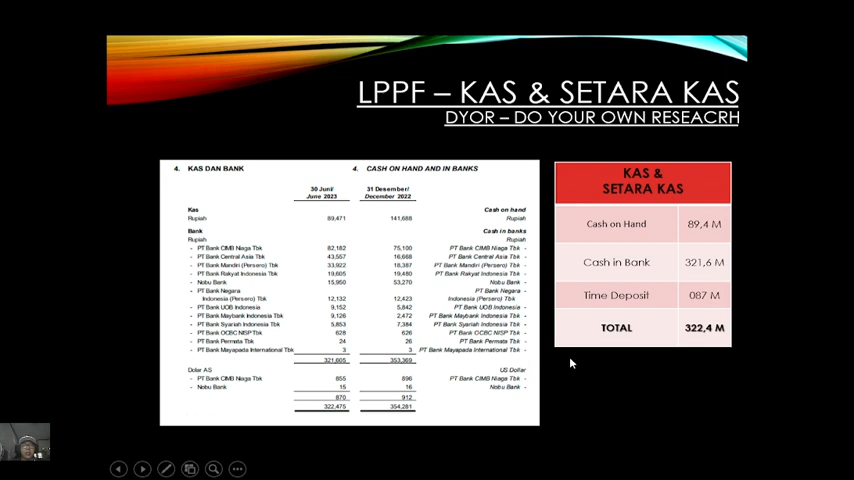 LPPF – KAS & SETARA KAS
DYOR – DO YOUR OWN RESEACRH
4. KAS DAN BANK 4. CASH ON HAND AND IN BANKS
30 Juni/ 31 Desember/
June 2023 December 2022
Kas Cash on hand
Rupiah 89,471 141,688 Rupiah
Bank Cash in banks
Rupiah Rupiah
- PT Bank CIMB Niaga Tbk 82,182 75,100 PT Bank CIMB Niaga Tbk -
- PT Bank Central Asia Tbk 43,557 16,668 PT Bank Central Asia Tbk -
- PT Bank Mandiri (Persero) Tbk 33,922 18,387 PT Bank Mandiri (Persero) Tbk -
- PT Bank Rakyat Indonesia Tbk 19,605 19,480 PT Bank Rakyat Indonesia Tbk -
- Nobu Bank 15,950 53,270 Nobu Bank -
- PT Bank Negara PT Bank Negara -
Indonesia (Persero) Tbk 12,132 12,423 Indonesia (Persero) Tbk
- PT Bank UOB Indonesia 9,152 5,842 PT Bank UOB Indonesia -
- PT Bank Maybank Indonesia Tbk 9,126 2,472 PT Bank Maybank Indonesia Tbk -
- PT Bank Syariah Indonesia Tbk 5,853 7,384 PT Bank Syariah Indonesia Tbk -
- PT Bank OCBC NISP Tbk 628 626 PT Bank OCBC NISP Tbk -
- PT Bank Permata Tbk 24 26 PT Bank Permata Tbk -
- PT Bank Mayapada International Tbk 3 3 PT Bank Mayapada International Tbk -
321,605 353,369
Dolar AS US Dollar
- PT Bank CIMB Niaga Tbk 855 896 PT Bank CIMB Niaga Tbk -
- Nobu Bank 15 16 Nobu Bank -
870 912
322,475 354,281
KAS &
SETARA KAS
Cash on Hand 89,4 M
Cash in Bank 321,6 M
Time Deposit 087 M
TOTAL 322,4 M